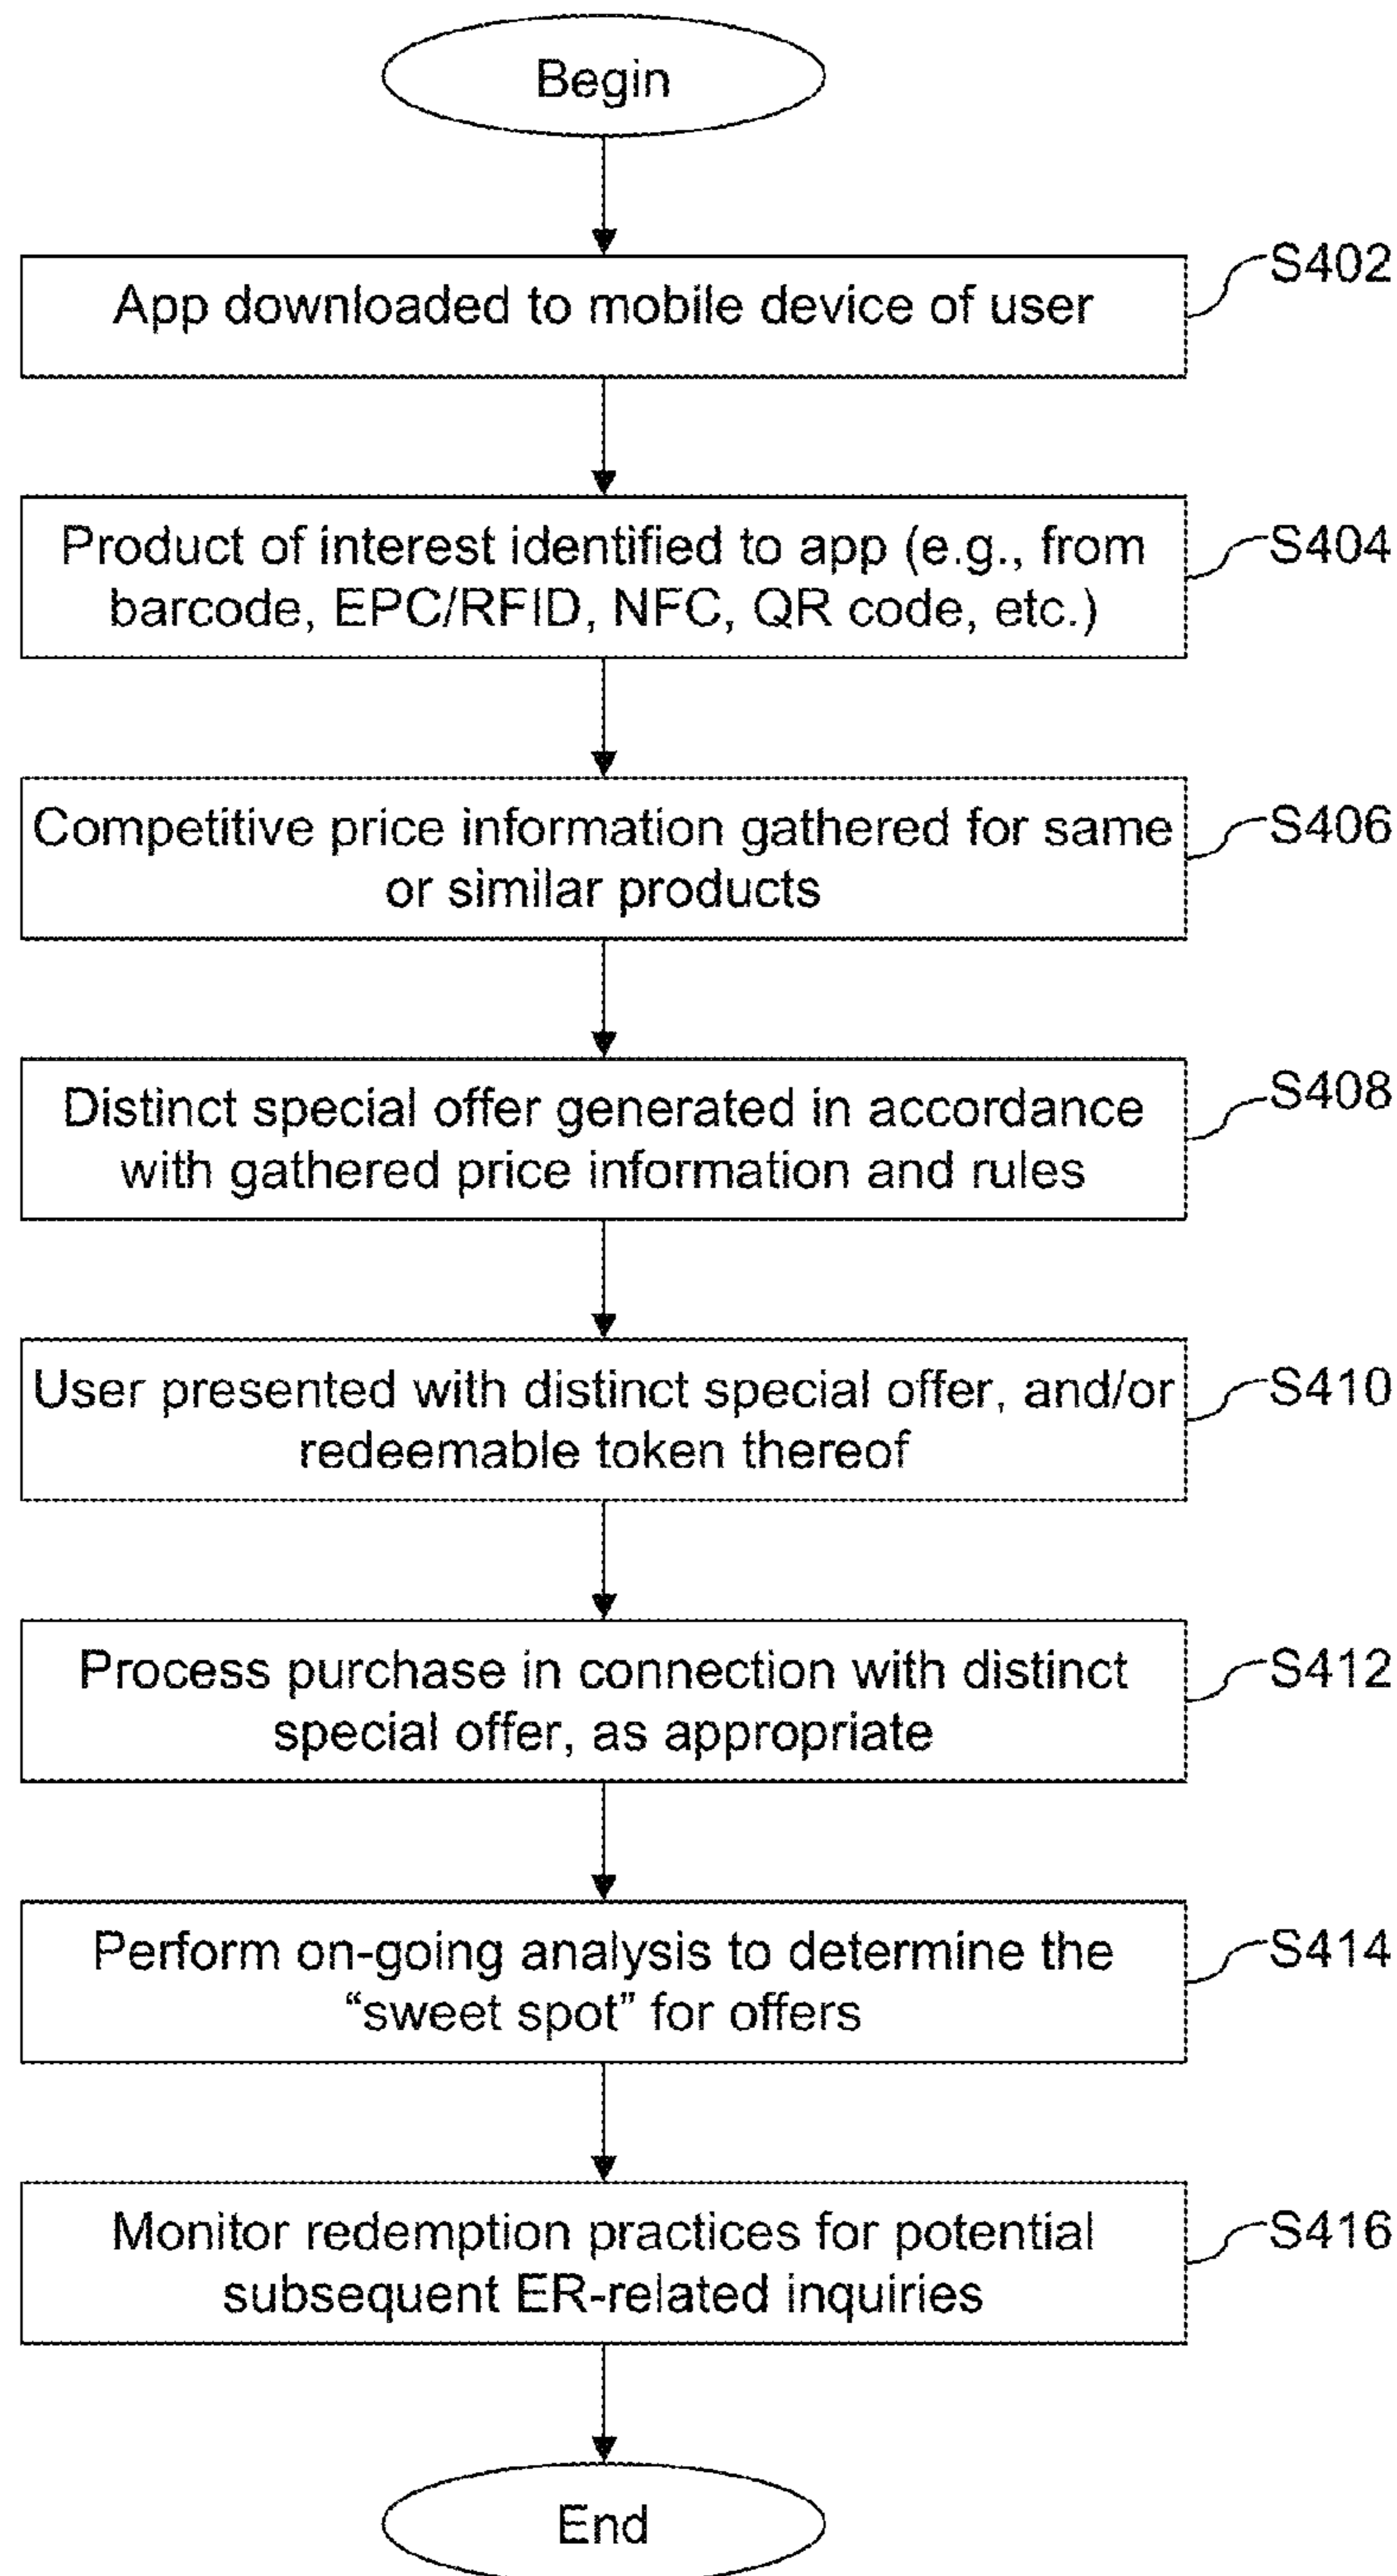 Begin
App downloaded to mobile device of user
S402
Product of interest identified to app (e.g., from
barcode, EPC/RFID, NFC, QR code, etc.)
S404
Competitive price information gathered for same
or similar products
S406
Distinct special offer generated in accordance
with gathered price information and rules
S408
User presented with distinct special offer, and/or
redeemable token thereof
S410
Process purchase in connection with distinct
special offer, as appropriate
S412
Perform on-going analysis to determine the
“sweet spot” for offers
S414
Monitor redemption practices for potential
subsequent ER-related inquiries
S416
End